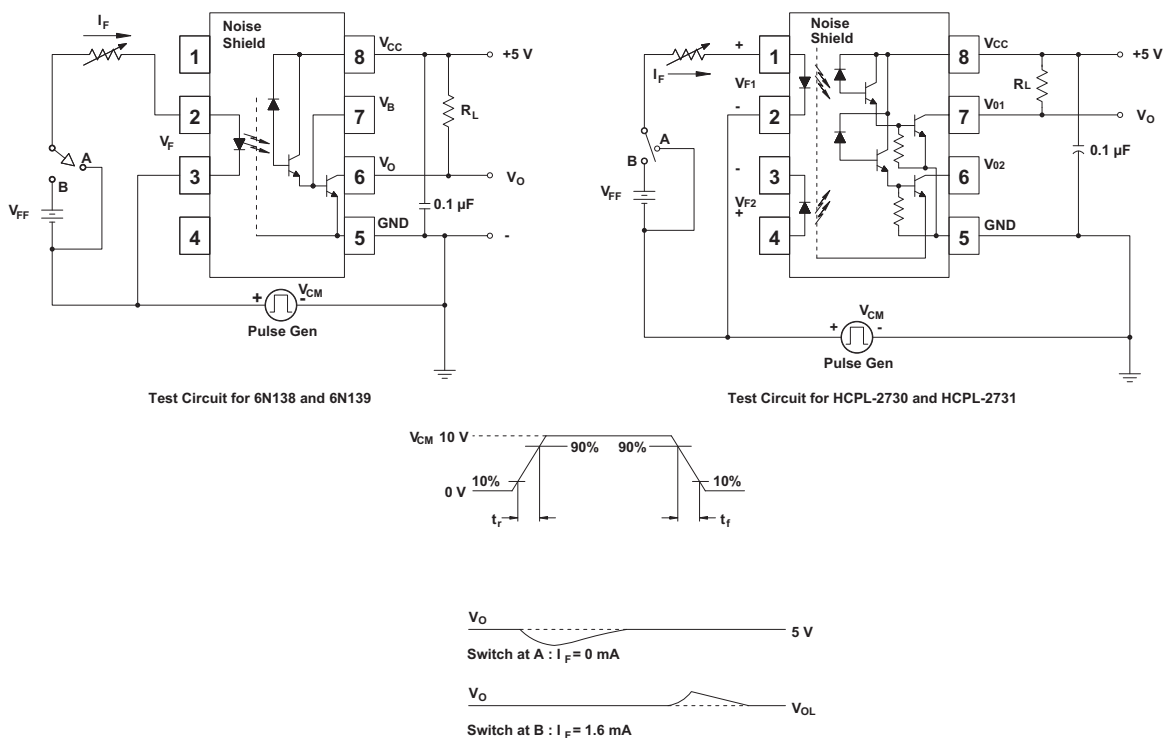 I F
Noise
Shield
1
2
3
4
8
7
6
5
VCC
VB
VO
GND
+5 V
RL
VO
0.1 µF
-
VF
A
B
VFF
+
VCM
-
Pulse Gen
Test Circuit for 6N138 and 6N139
Noise
Shield
+
I F
1
VF1
-
2
-
3
VF2
+
4
8
7
6
5
VCC
V01
V02
GND
+5 V
RL
VO
0.1 µF
A
B
VFF
VCM
+
-
Pulse Gen
Test Circuit for HCPL-2730 and HCPL-2731
VCM 10 V
90% 90%
10% 10%
0 V
tr tf
VO
5 V
Switch at A : I F = 0 mA
VO
VOL
Switch at B : I F = 1.6 mA